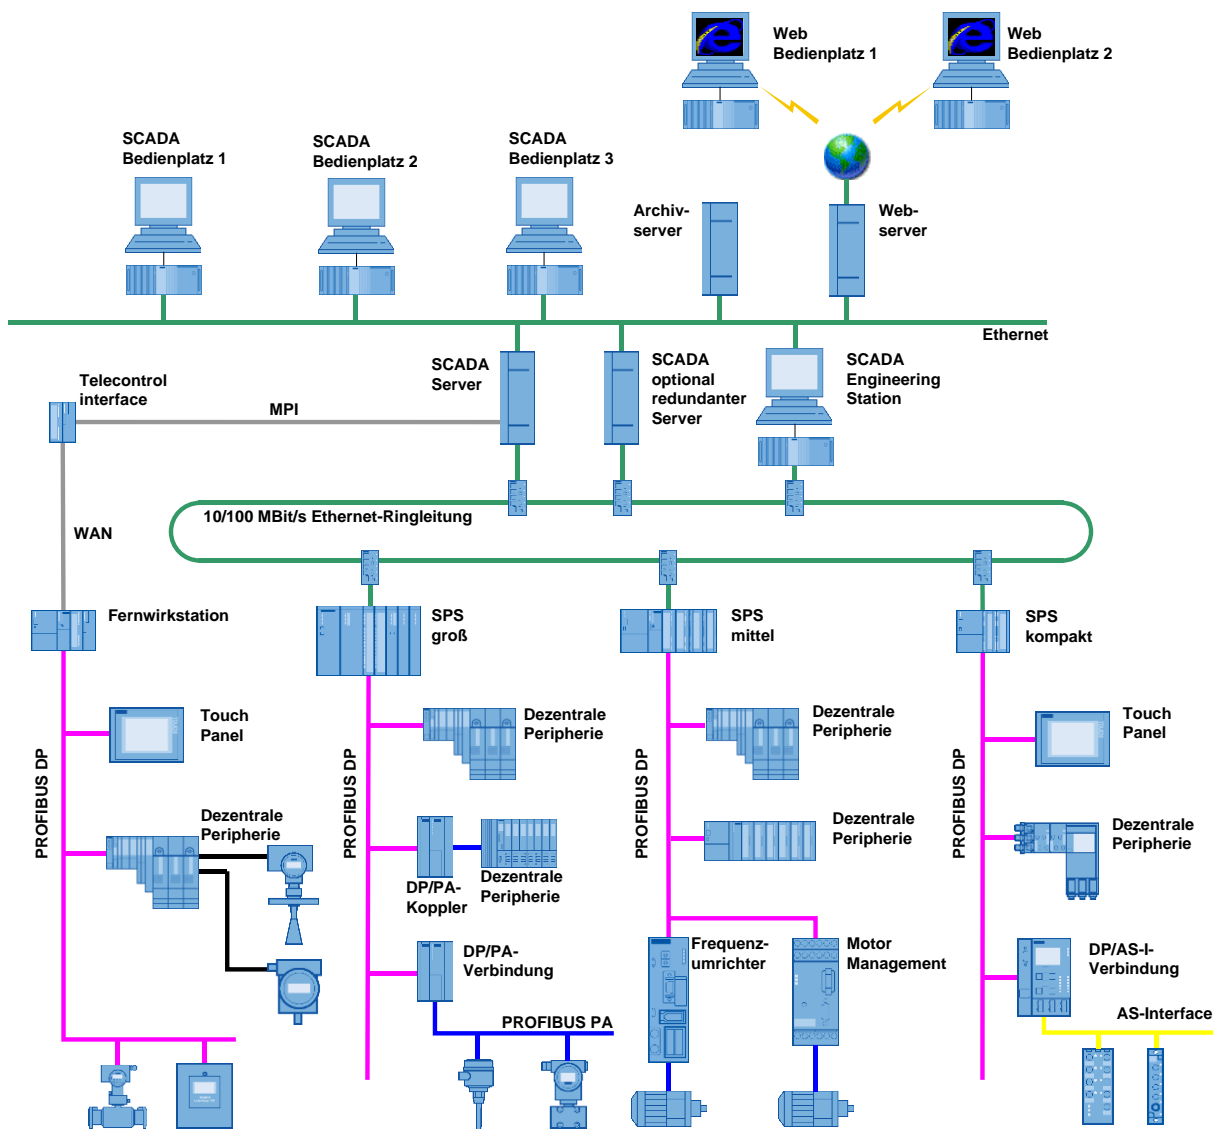 Web
Bedienplatz 1
Web
Bedienplatz 2
SCADA
Bedienplatz 1
SCADA
Bedienplatz 2
SCADA
Bedienplatz 3
Archiv-
server
Web-
server
Ethernet
SCADA
Server
SCADA
optional
redundanter
Server
SCADA
Engineering
Station
Telecontrol
interface
MPI
10/100 MBit/s Ethernet-Ringleitung
WAN
Fernwirkstation
SPS
groß
SPS
mittel
SPS
kompakt
Touch
Panel
Dezentrale
Peripherie
Dezentrale
Peripherie
Touch
Panel
PROFIBUS DP
PROFIBUS DP
PROFIBUS DP
PROFIBUS DP
Dezentrale
Peripherie
Dezentrale
Peripherie
Dezentrale
Peripherie
Dezentrale
Peripherie
DP/PA-
Koppler
DP/PA-
Verbindung
Frequenz-
umrichter
Motor
Management
DP/AS-I-
Verbindung
PROFIBUS PA
AS-Interface